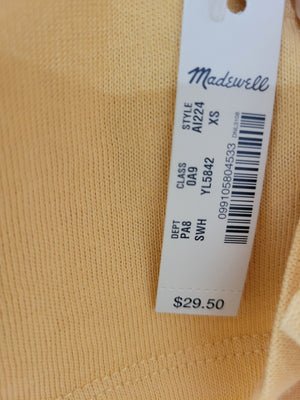 Madewell
STYLE
AI224 XS
CLASS
0A9 YL5842
DEPT
PA8 SWH
099105804533
$29.50